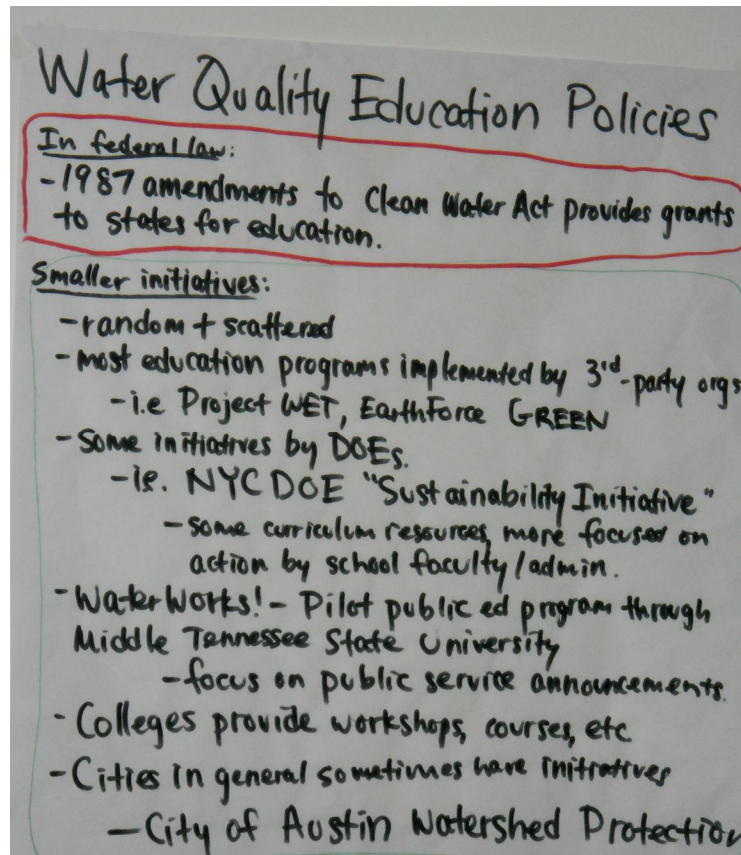 Water Quality Education Policies
In federal law:
-1987 amendments to Clean Water Act provides grants
to states for education.
Smaller initiatives:
-random + scattered
-most education programs implemented by 3rd-party orgs
-i.e Project WET, EarthForce GREEN
-Some initiatives by DOEs.
-ie. NYC DOE "Sustainability Initiative"
-some curriculum resources, more focused on
action by school faculty/admin.
-WaterWorks! - Pilot public ed program through
Middle Tennessee State University
-focus on public service announcements.
-Colleges provide workshops, courses, etc.
-Cities in general sometimes have initiatives
-City of Austin Watershed Protection